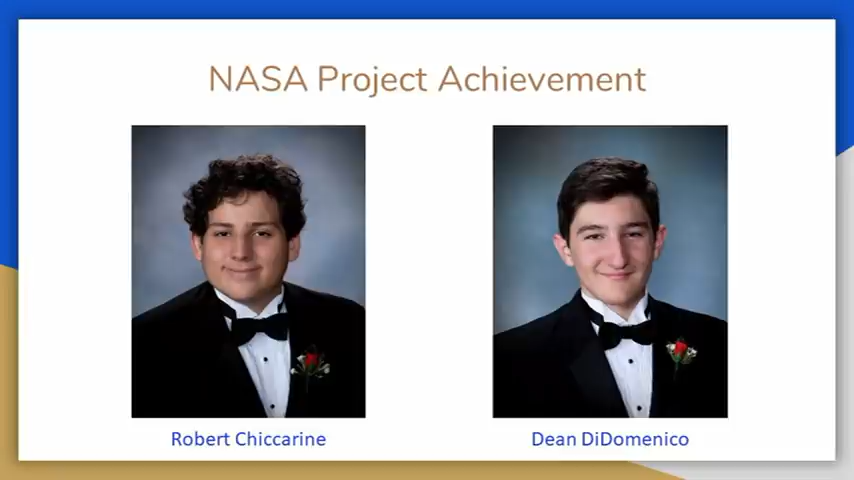 NASA Project Achievement
Robert Chiccarine
Dean DiDomenico